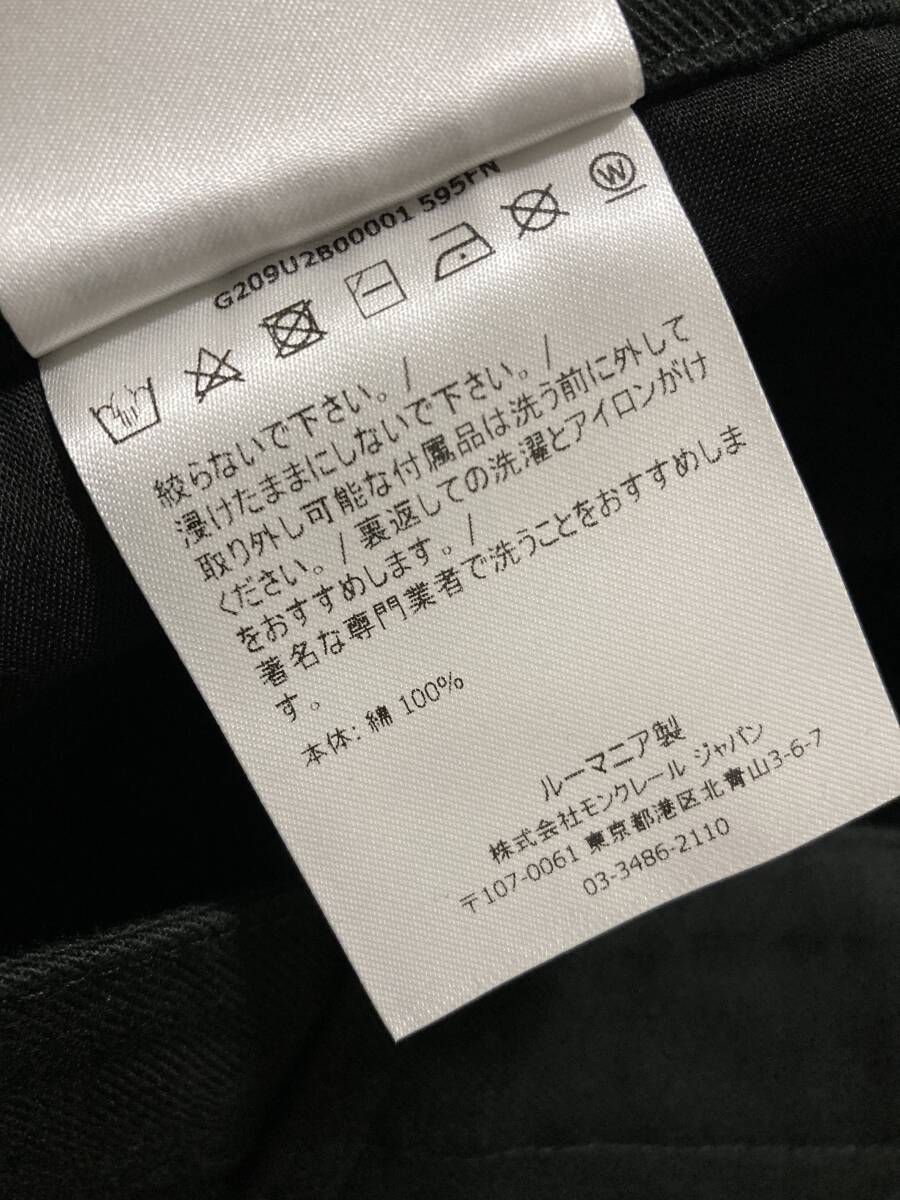 G209U2B00001 595FN
W
絞らないで下さい。/
浸けたままにしないで下さい。/
取り外し可能な付属品は洗う前に外して
ください。/ 裏返しての洗濯とアイロンがけ
をおすすめします。/
著名な専門業者で洗うことをおすすめしま
す。
本体: 綿 100%
ルーマニア製
株式会社モンクレール ジャパン
〒107-0061 東京都港区北青山3-6-7
03-3486-2110